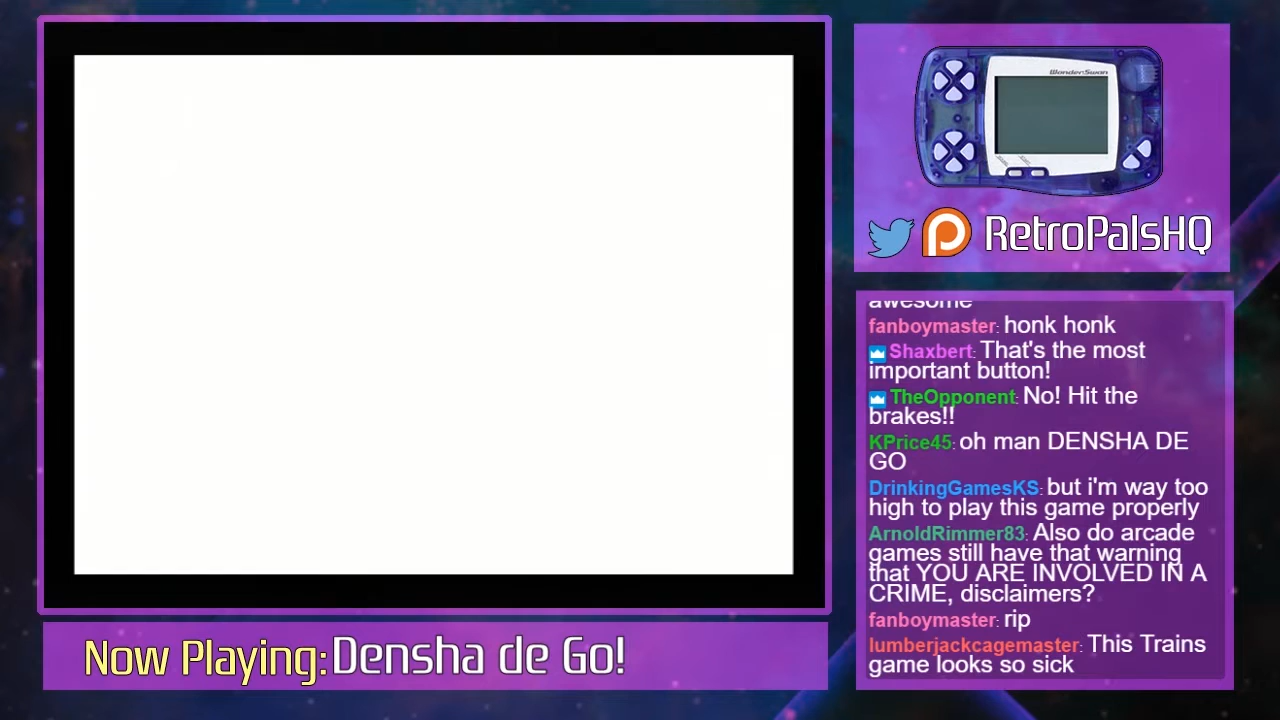 WonderSwan
RetroPalsHQ
awesome
fanboymaster: honk honk
Shaxbert: That's the most
important button!
TheOpponent: No! Hit the
brakes!!
KPrice45: oh man DENSHA DE
GO
DrinkingGamesKS: but i'm way too
high to play this game properly
ArnoldRimmer83: Also do arcade
games still have that warning
that YOU ARE INVOLVED IN A
CRIME, disclaimers?
fanboymaster: rip
lumberjackcagemaster: This Trains
game looks so sick
Now Playing: Densha de Go!